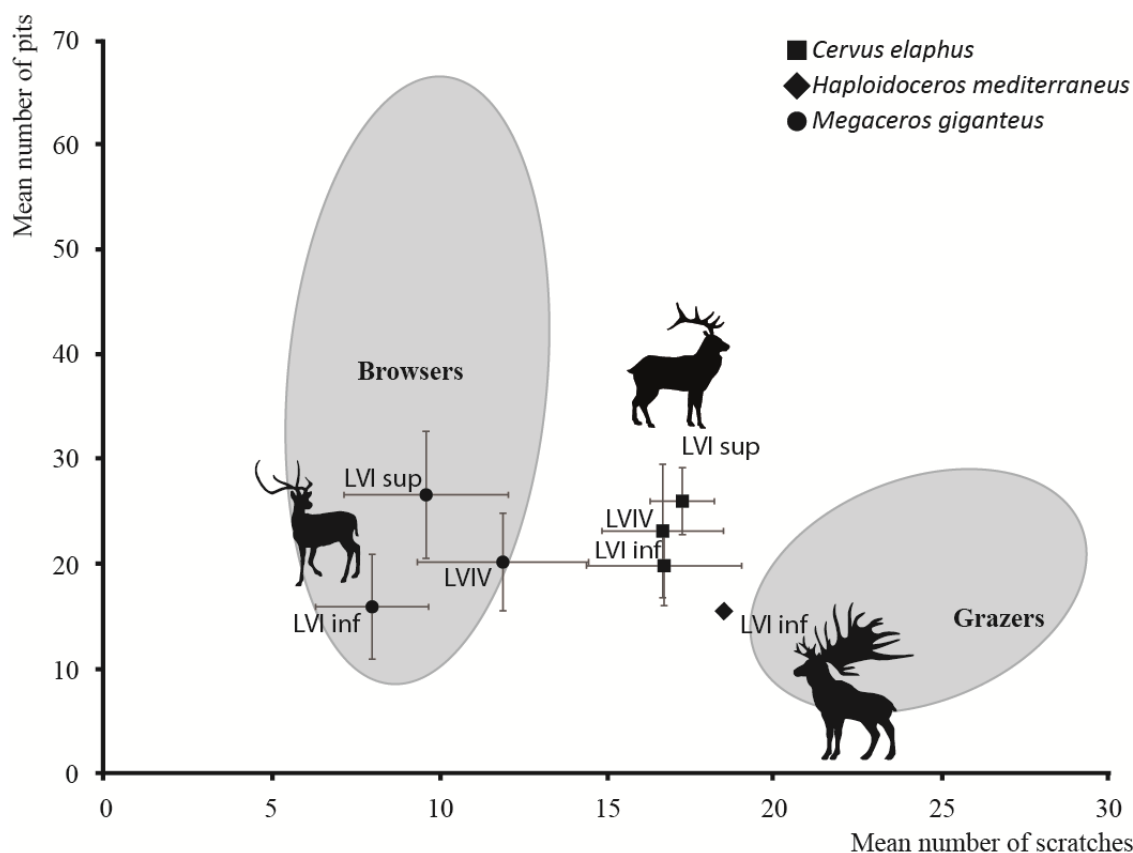 Mean number of pits
70
60
50
40
30
20
10
0
Cervus elaphus
Haploidoceros mediterraneus
Megaceros giganteus
Browsers
LVI sup
LVI sup
LVIV
LVI inf
LVIV
LVI inf
LVI inf
Grazers
0 5 10 15 20 25 30
Mean number of scratches